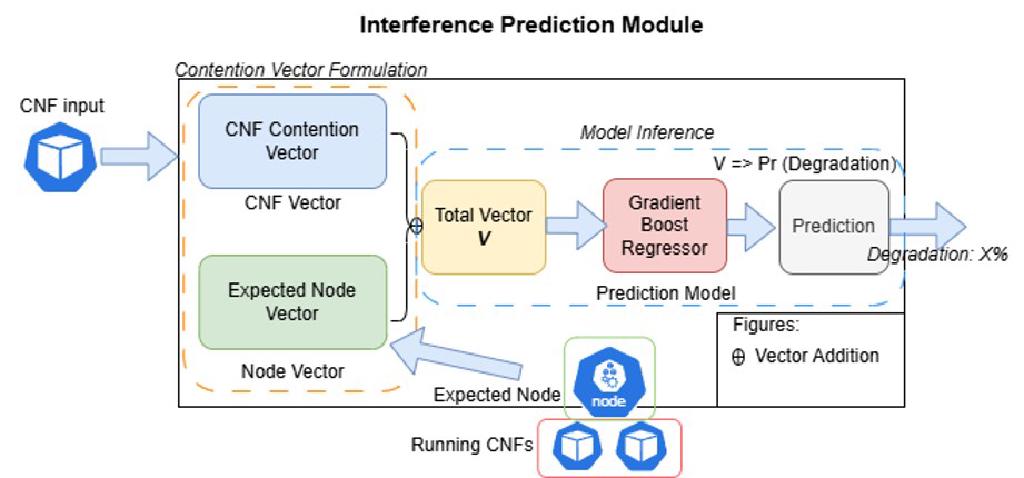 Interference Prediction Module
Contention Vector Formulation
CNF input
CNF Contention
Vector
CNF Vector
Expected Node
Vector
Node Vector
⊕
Model Inference
V => Pr (Degradation)
Total Vector
V
Gradient
Boost
Regressor
Prediction
Degradation: X%
Prediction Model
Figures:
⊕ Vector Addition
Expected Node
node
Running CNFs